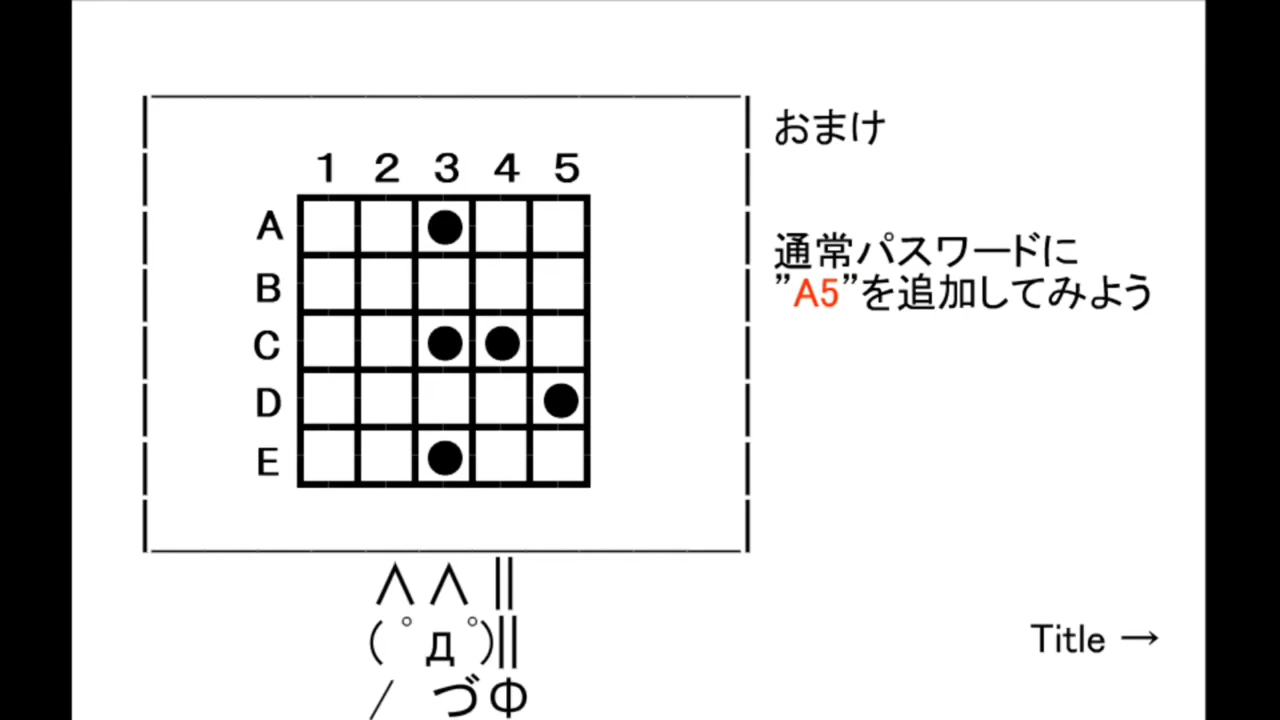 おまけ
1 2 3 4 5
A
B
C
D
E
通常パスワードに
”A5”を追加してみよう
∧ ∧ ||
( ﾟд ﾟ)||
/ づΦ
Title →